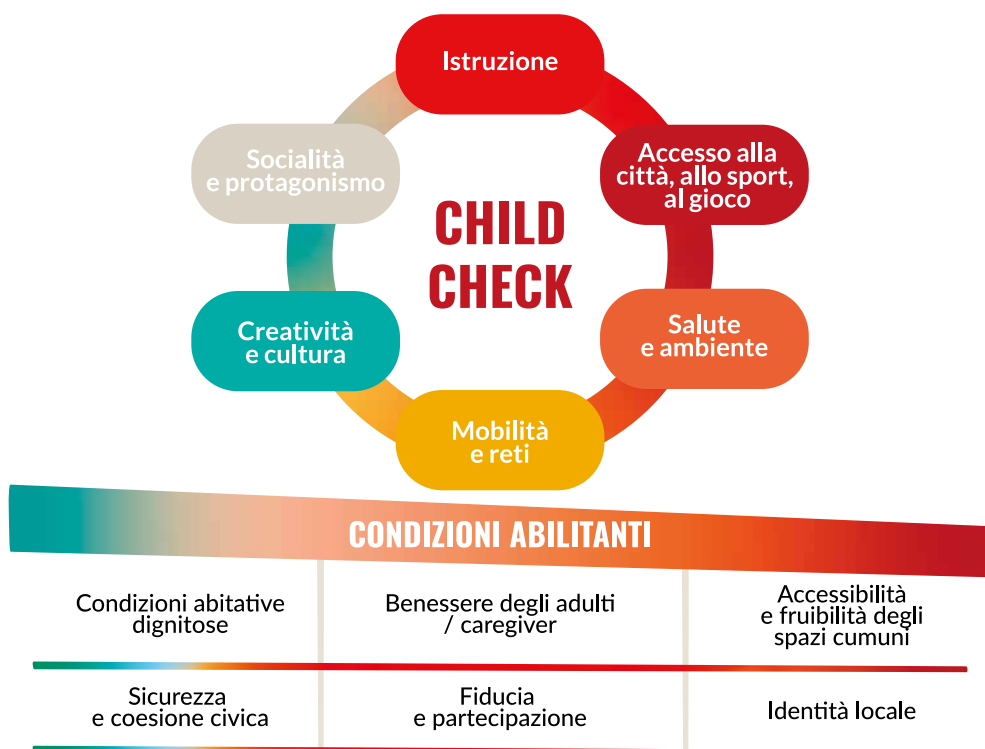 Istruzione
Socialità
e protagonismo
Accesso alla
città, allo sport,
al gioco
CHILD
CHECK
Creatività
e cultura
Salute
e ambiente
Mobilità
e reti
CONDIZIONI ABILITANTI
Condizioni abitative
dignitose
Benessere degli adulti
/ caregiver
Accessibilità
e fruibilità degli
spazi cumuni
Sicurezza
e coesione civica
Fiducia
e partecipazione
Identità locale